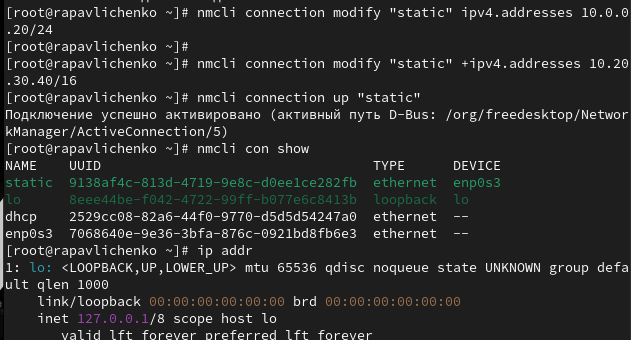 [root@rapavlichenko ~]# nmcli connection modify "static" ipv4.addresses 10.0.0
.20/24
[root@rapavlichenko ~]#
[root@rapavlichenko ~]# nmcli connection modify "static" +ipv4.addresses 10.20
.30.40/16
[root@rapavlichenko ~]# nmcli connection up "static"
Подключение успешно активировано (активный путь D-Bus: /org/freedesktop/Networ
kManager/ActiveConnection/5)
[root@rapavlichenko ~]# nmcli con show
NAME UUID TYPE DEVICE
static 9138af4c-813d-4719-9e8c-d0ee1ce282fb ethernet enp0s3
lo 8eee44be-f042-4722-99ff-b077e6c8413b loopback lo
dhcp 2529cc08-82a6-44f0-9770-d5d5d54247a0 ethernet --
enp0s3 7068640e-9e36-3bfa-876c-0921bd8fb6e3 ethernet --
[root@rapavlichenko ~]# ip addr
1: lo: <LOOPBACK,UP,LOWER_UP> mtu 65536 qdisc noqueue state UNKNOWN group defa
ult qlen 1000
link/loopback 00:00:00:00:00:00 brd 00:00:00:00:00:00
inet 127.0.0.1/8 scope host lo
valid_lft forever preferred_lft forever